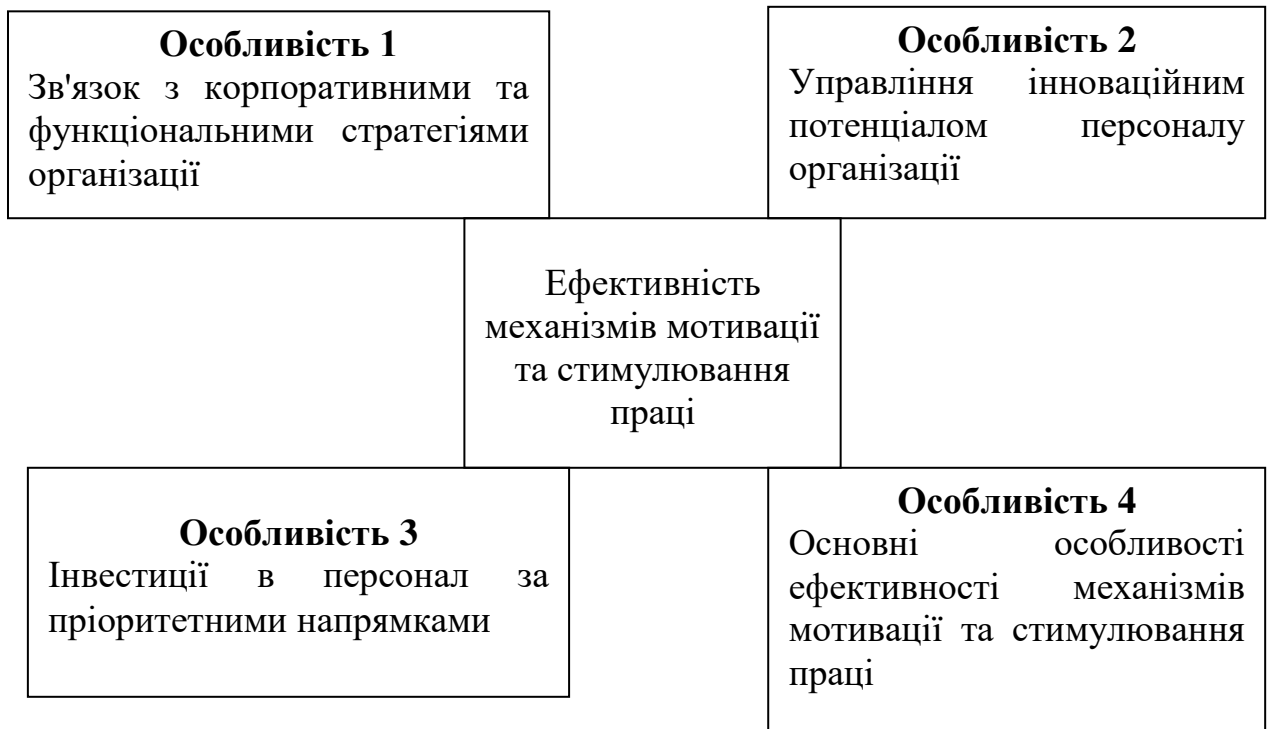 Особливість 1
Зв'язок з корпоративними та
функціональними стратегіями
організації
Особливість 2
Управління інноваційним
потенціалом персоналу
організації
Ефективність
механізмів мотивації
та стимулювання
праці
Особливість 3
Інвестиції в персонал за
пріоритетними напрямками
Особливість 4
Основні особливості
ефективності механізмів
мотивації та стимулювання
праці